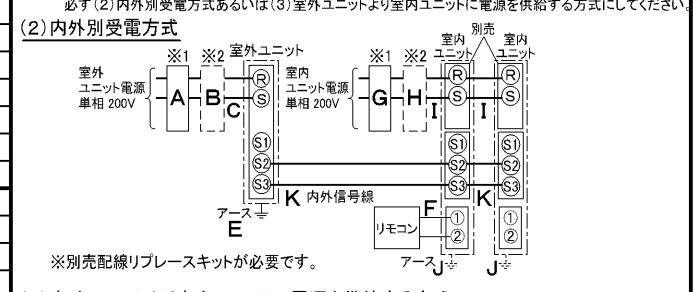 必ず(2)内外別受電方式あるいは(3)室外ユニットより室内ユニットに電源を供給する方式にしてください。
(2)内外別受電方式
※1 ※2 室外ユニット
室外
ユニット電源
単相 200V
A B C
R
S
S1
S2
S3
アース
E
※1 ※2
室内
ユニット電源
単相 200V
G H I
室内
ユニット
別売
室内
ユニット
R R
S S
I
S1 S1
S2 S2
S3 S3
K 内外信号線
K
リモコン
F
① ①
② ②
アース J J
※別売配線リプレースキットが必要です。